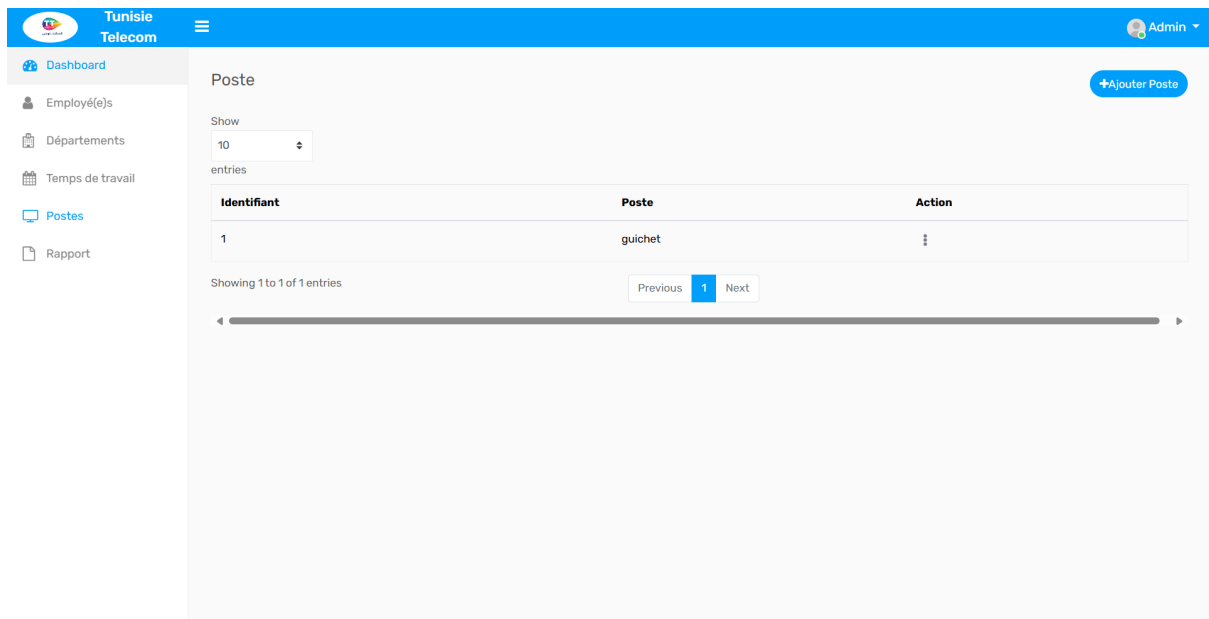 Tunisie
Telecom
Admin
Dashboard
Employé(e)s
Départements
Temps de travail
Postes
Rapport
Poste
+Ajouter Poste
Show
10
entries
Identifiant Poste Action
1 guichet
Showing 1 to 1 of 1 entries
Previous 1 Next